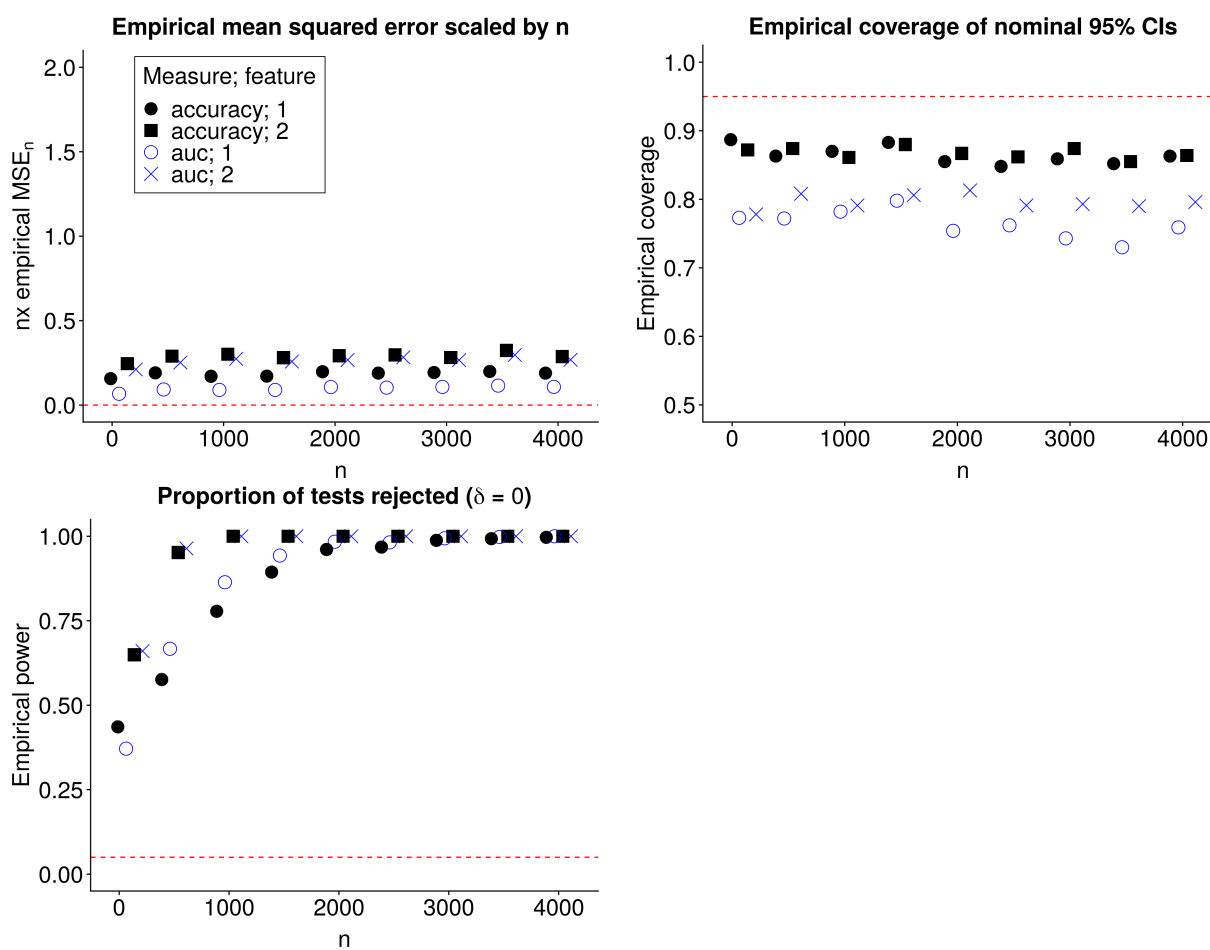 Empirical mean squared error scaled by n
2.0
1.5
1.0
0.5
0.0
nx empirical MSEn
Measure; feature
accuracy; 1
accuracy; 2
auc; 1
auc; 2
0 1000 2000 3000 4000
n
Empirical coverage of nominal 95% CIs
1.0
0.9
0.8
0.7
0.6
0.5
Empirical coverage
0 1000 2000 3000 4000
n
Proportion of tests rejected (δ = 0)
1.00
0.75
0.50
0.25
0.00
Empirical power
0 1000 2000 3000 4000
n